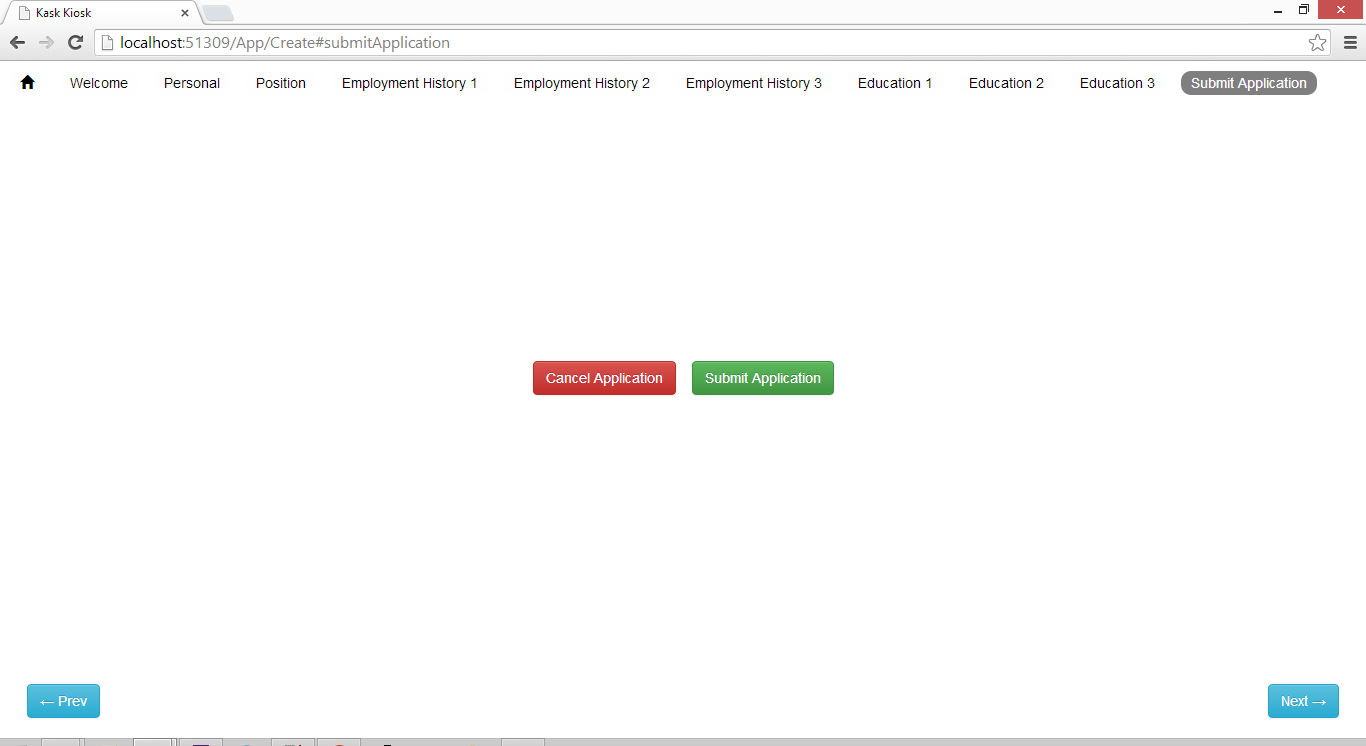 Kask Kiosk
localhost:51309/App/Create#submitApplication
Welcome Personal Position Employment History 1 Employment History 2 Employment History 3 Education 1 Education 2 Education 3 Submit Application
Cancel Application Submit Application
← Prev Next →